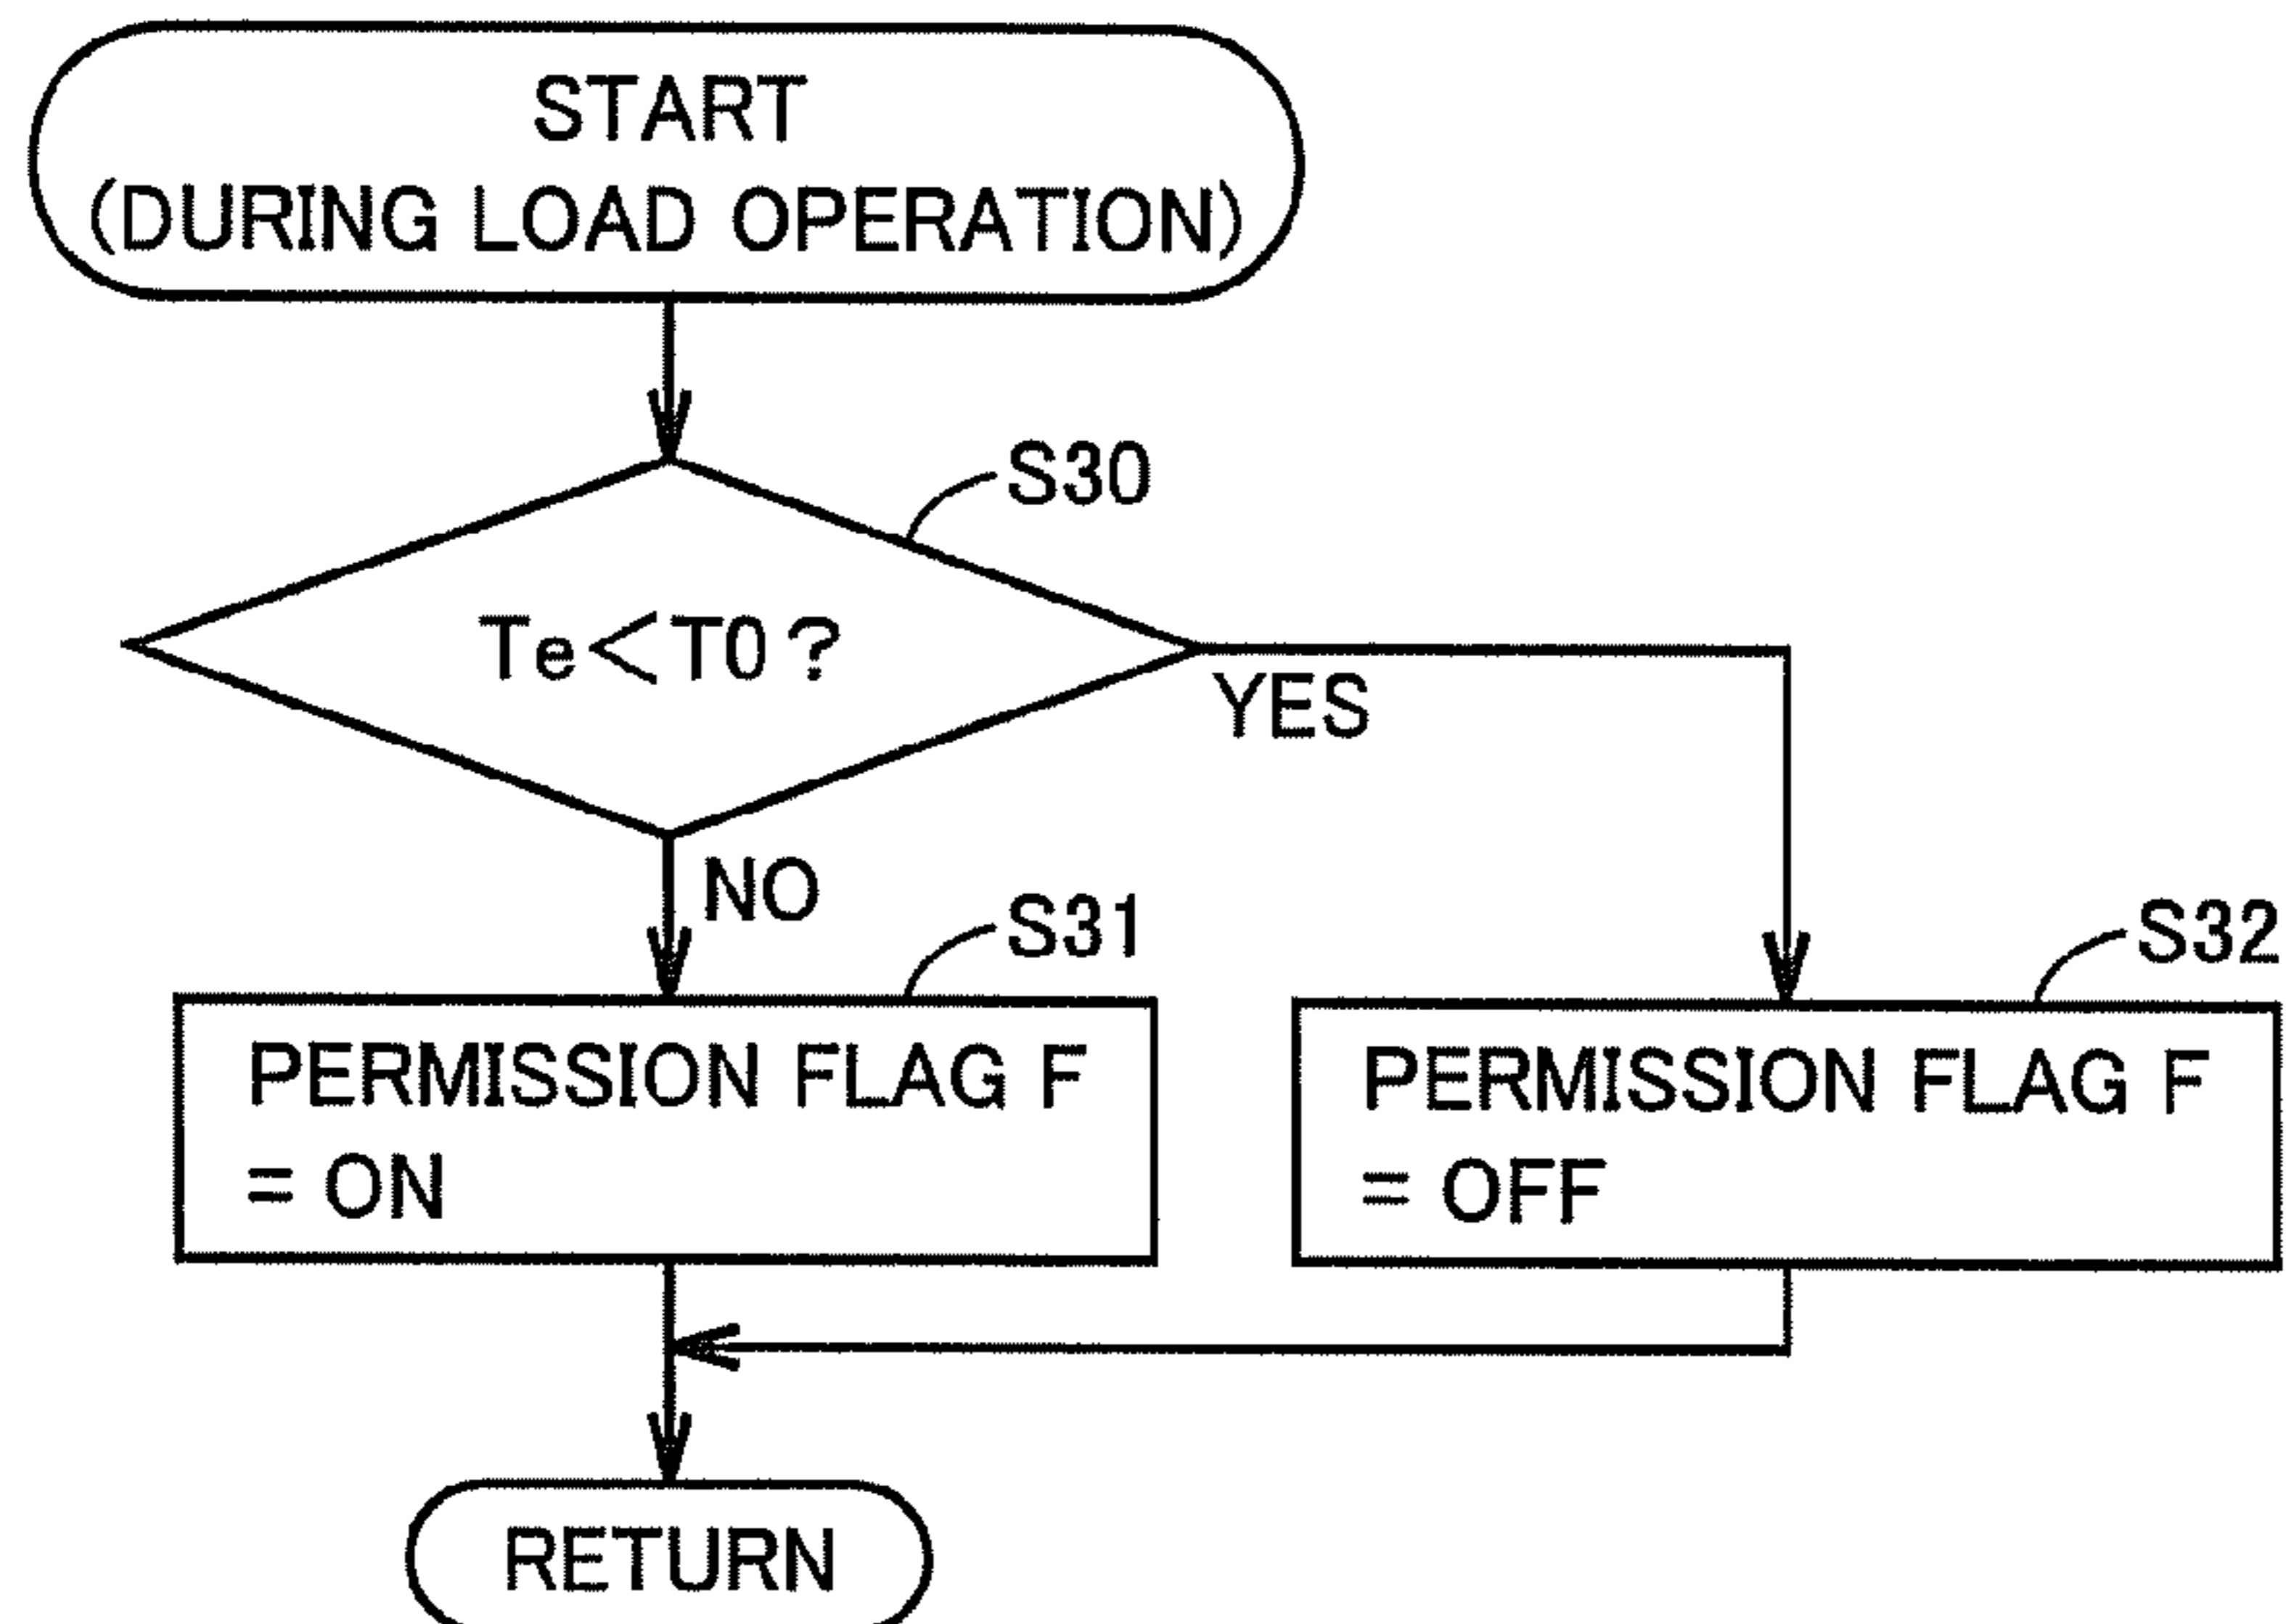 START
(DURING LOAD OPERATION)
S30
Te<T0?
YES
NO
S31
S32
PERMISSION FLAG F
= ON
PERMISSION FLAG F
= OFF
RETURN